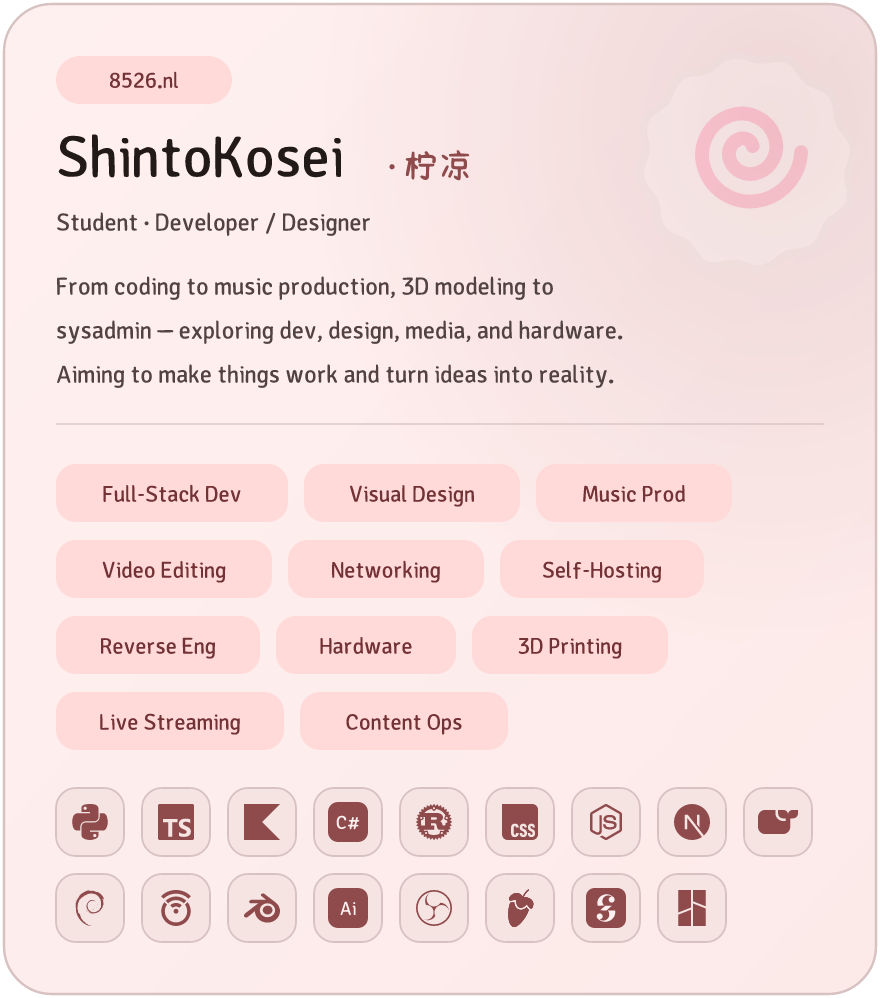 8526.nl
ShintoKosei · 柠凉
Student · Developer / Designer
From coding to music production, 3D modeling to
sysadmin — exploring dev, design, media, and hardware.
Aiming to make things work and turn ideas into reality.
Full-Stack Dev Visual Design Music Prod
Video Editing Networking Self-Hosting
Reverse Eng Hardware 3D Printing
Live Streaming Content Ops
TS C# R CSS JS N
Ai